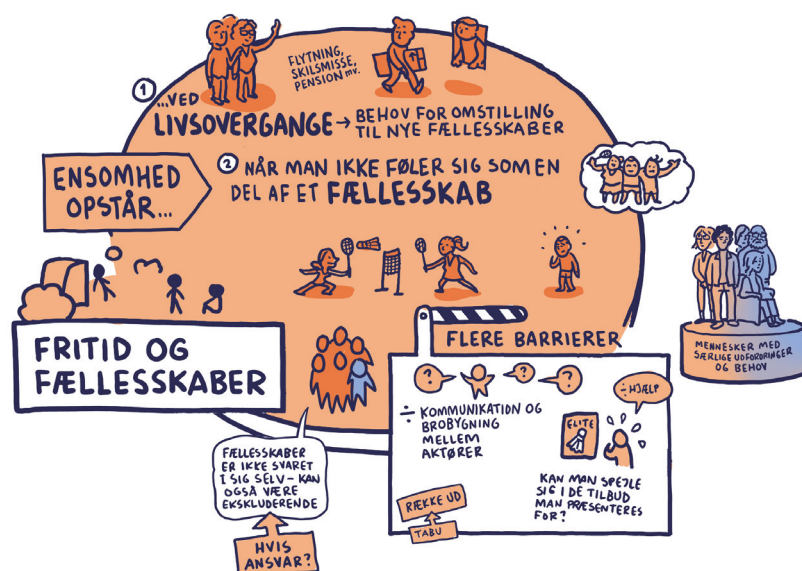 FLYTNING,
SKILSMISSE,
PENSION mv.
1
...VED
LIVSOVERGANGE → BEHOV FOR OMSTILLING
TIL NYE FÆLLESSKABER
ENSOMHED
OPSTÅR...
2 NÅR MAN IKKE FØLER SIG SOM EN
DEL AF ET FÆLLESSKAB
FRITID OG
FÆLLESSKABER
FLERE BARRIERER
MENNESKER MED
SÆRLIGE UDFORDRINGER
OG BEHOV
? ? ?
÷ KOMMUNIKATION OG
BROBYGNING
MELLEM
AKTØRER
÷HJÆLP
ELITE
KAN MAN SPEJLE
SIG I DE TILBUD
MAN PRÆSENTERES
FOR?
RÆKKE UD
TABU
FÆLLESSKABER
ER IKKE SVARET
I SIG SELV - KAN
OGSÅ VÆRE
EKSKLUDERENDE
HVIS
ANSVAR?